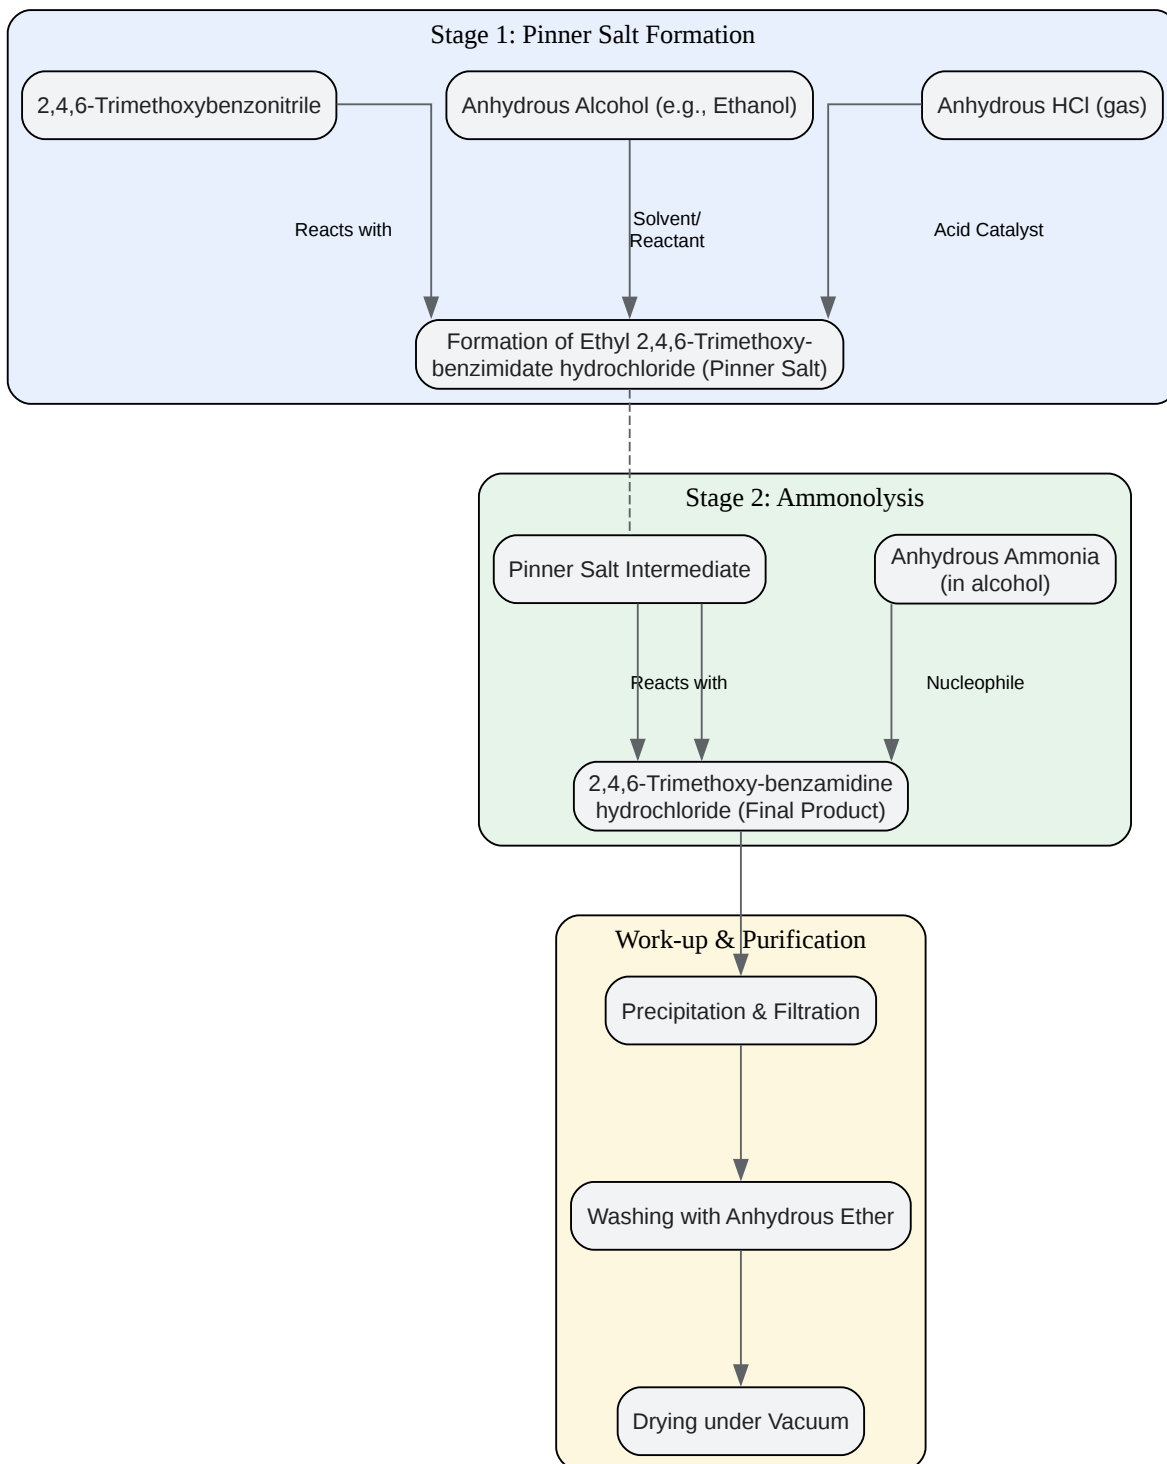 Stage 1: Pinner Salt Formation
2,4,6-Trimethoxybenzonitrile
Anhydrous Alcohol (e.g., Ethanol)
Anhydrous HCl (gas)
Reacts with
Solvent/
Reactant
Acid Catalyst
Formation of Ethyl 2,4,6-Trimethoxy-
benzimidate hydrochloride (Pinner Salt)
Stage 2: Ammonolysis
Pinner Salt Intermediate
Anhydrous Ammonia
(in alcohol)
Reacts with
Nucleophile
2,4,6-Trimethoxy-benzamidine
hydrochloride (Final Product)
Work-up & Purification
Precipitation & Filtration
Washing with Anhydrous Ether
Drying under Vacuum